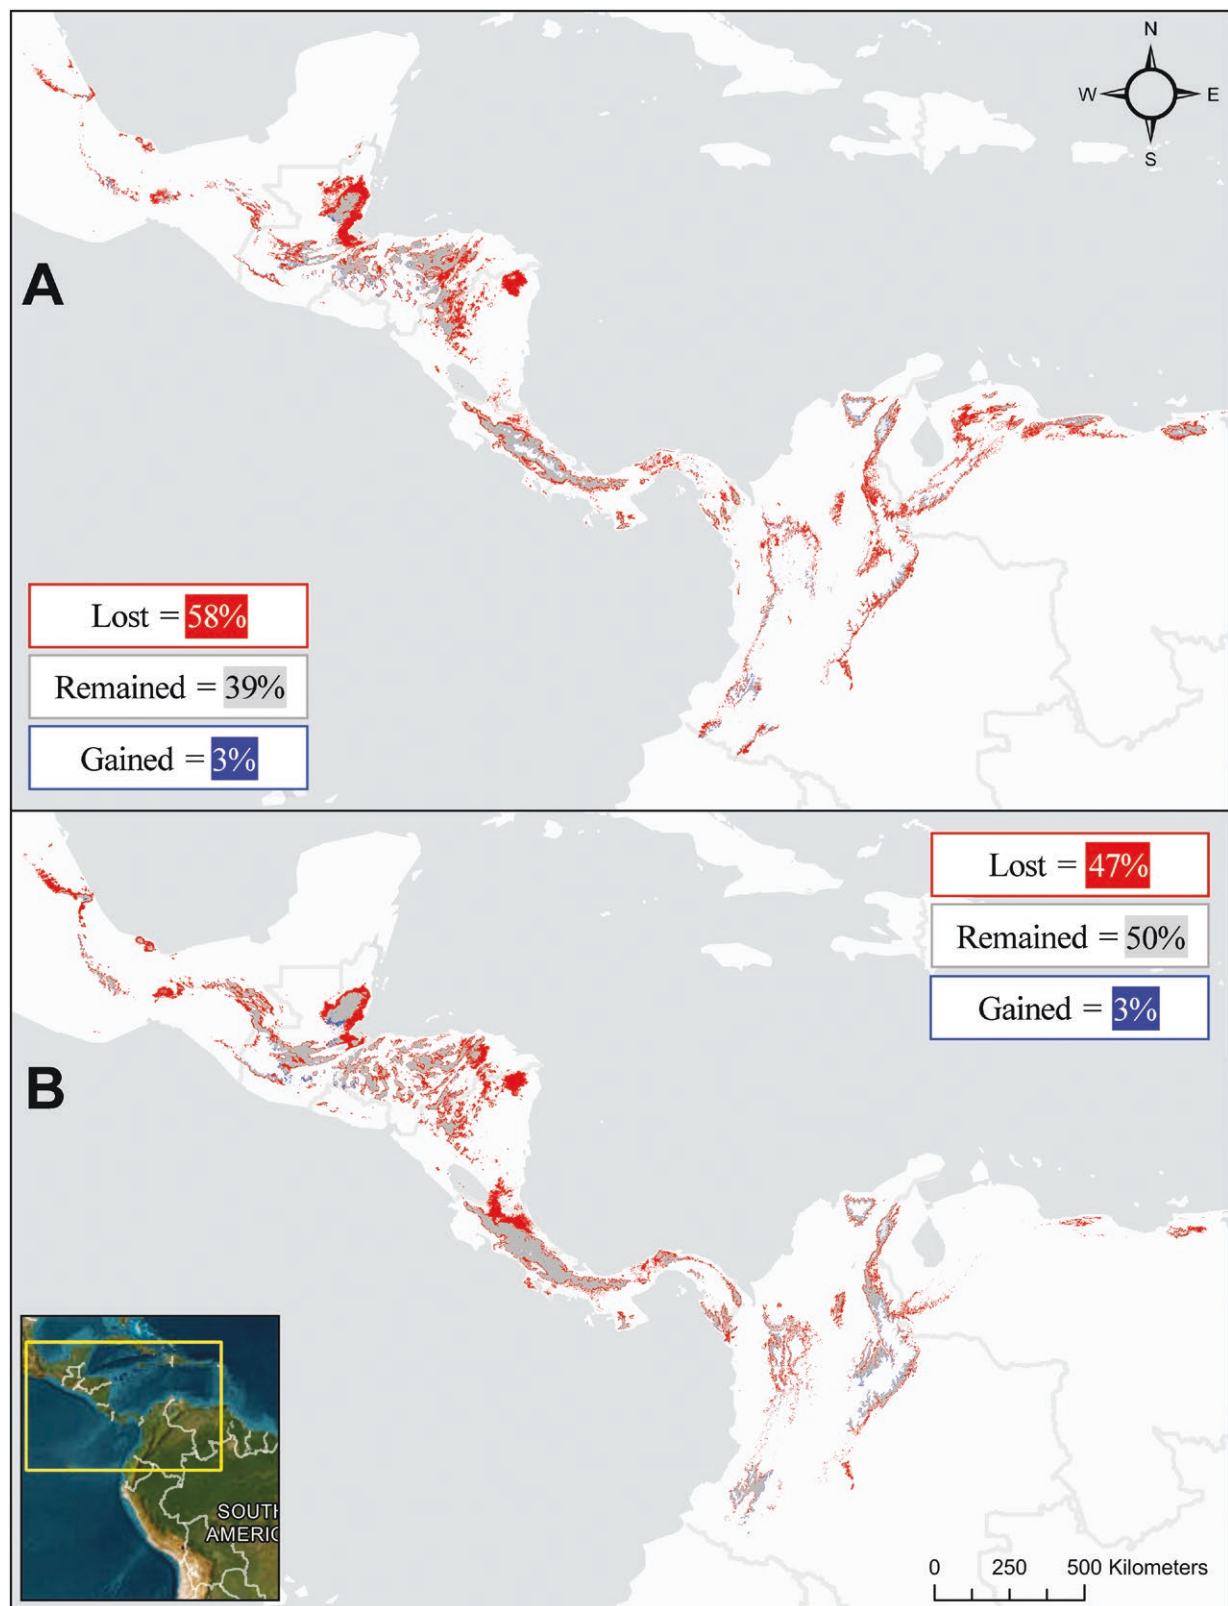 N
W E
S
A
Lost = 58%
Remained = 39%
Gained = 3%
Lost = 47%
Remained = 50%
Gained = 3%
B
SOUTH
AMERIC
0 250 500 Kilometers